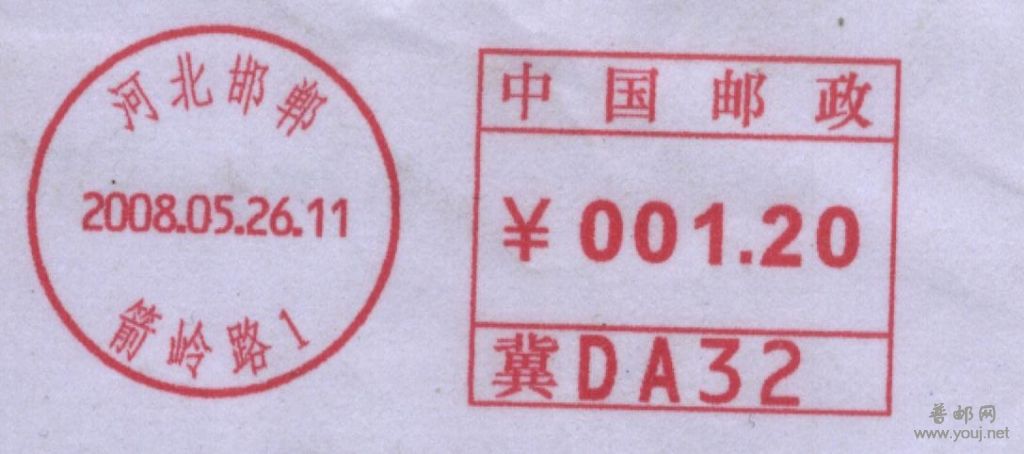 河北邯郸
2008.05.26.11
箭岭路1
中国邮政
¥001.20
冀DA32
普邮网
www.youj.net